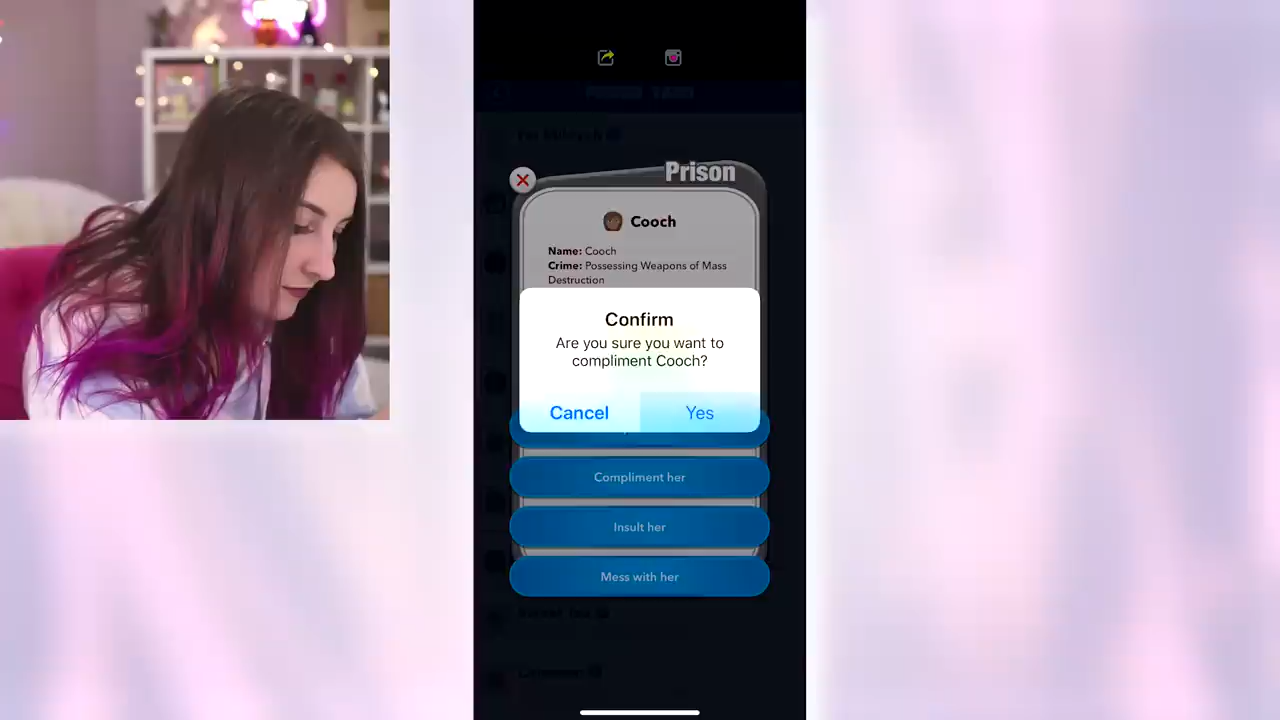 Prison
Cooch
Name: Cooch
Crime: Possessing Weapons of Mass
Destruction
Confirm
Are you sure you want to
compliment Cooch?
Cancel
Yes
Compliment her
Insult her
Mess with her